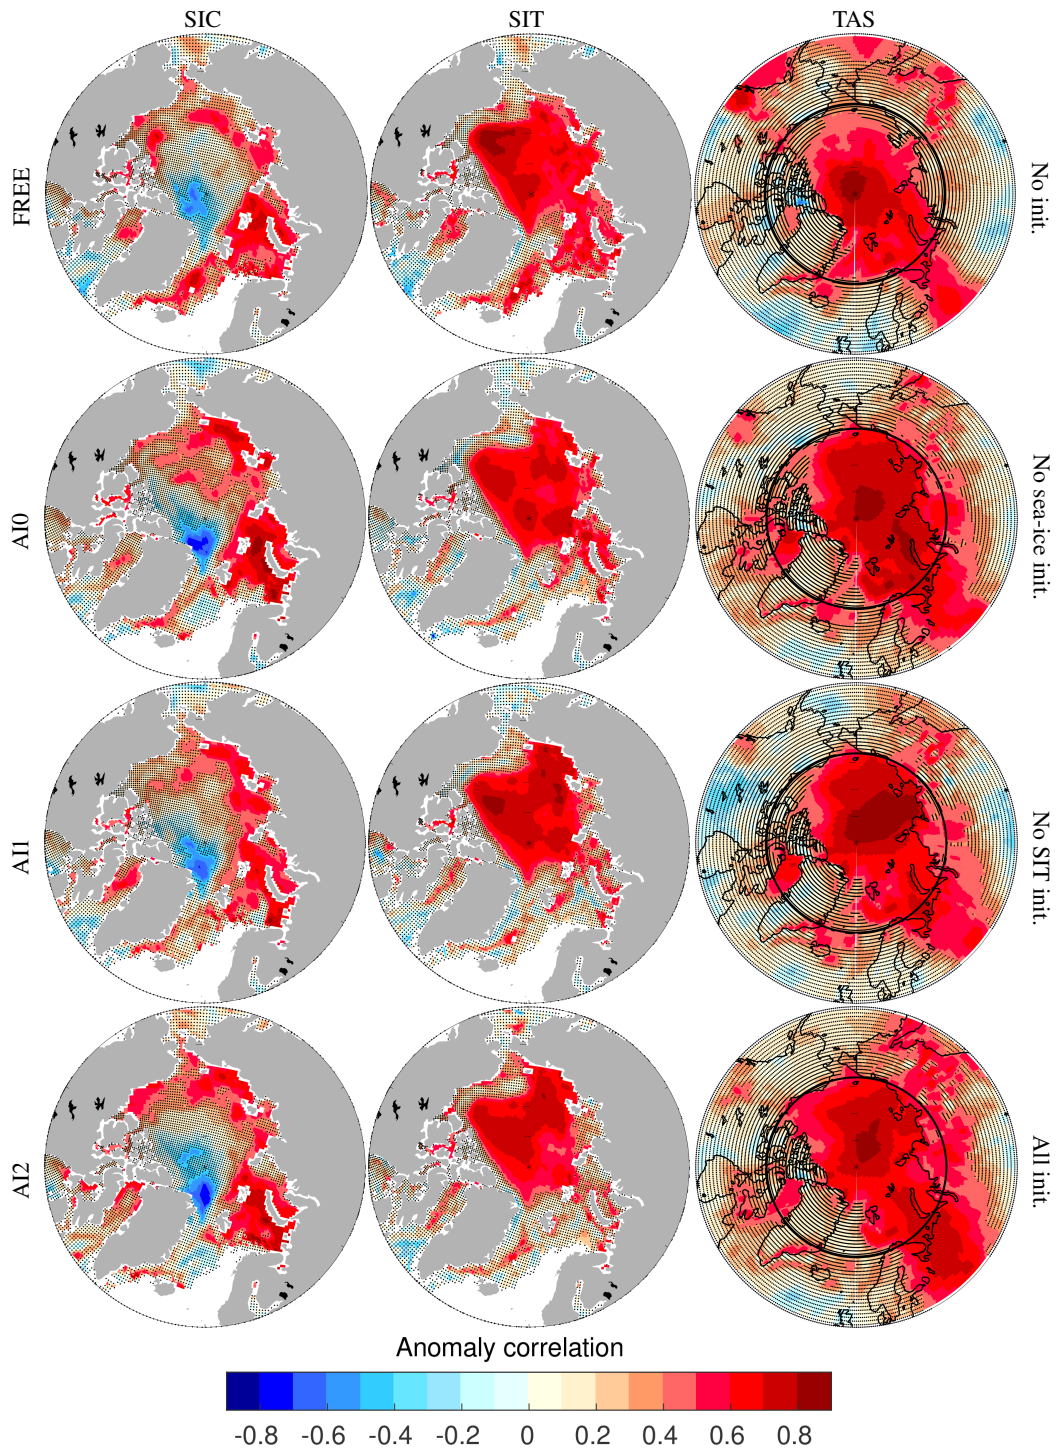 SIC SIT TAS
FREE No init.
AI0 No sea-ice init.
AI1 No SIT init.
AI2 All init.
Anomaly correlation
-0.8 -0.6 -0.4 -0.2 0 0.2 0.4 0.6 0.8